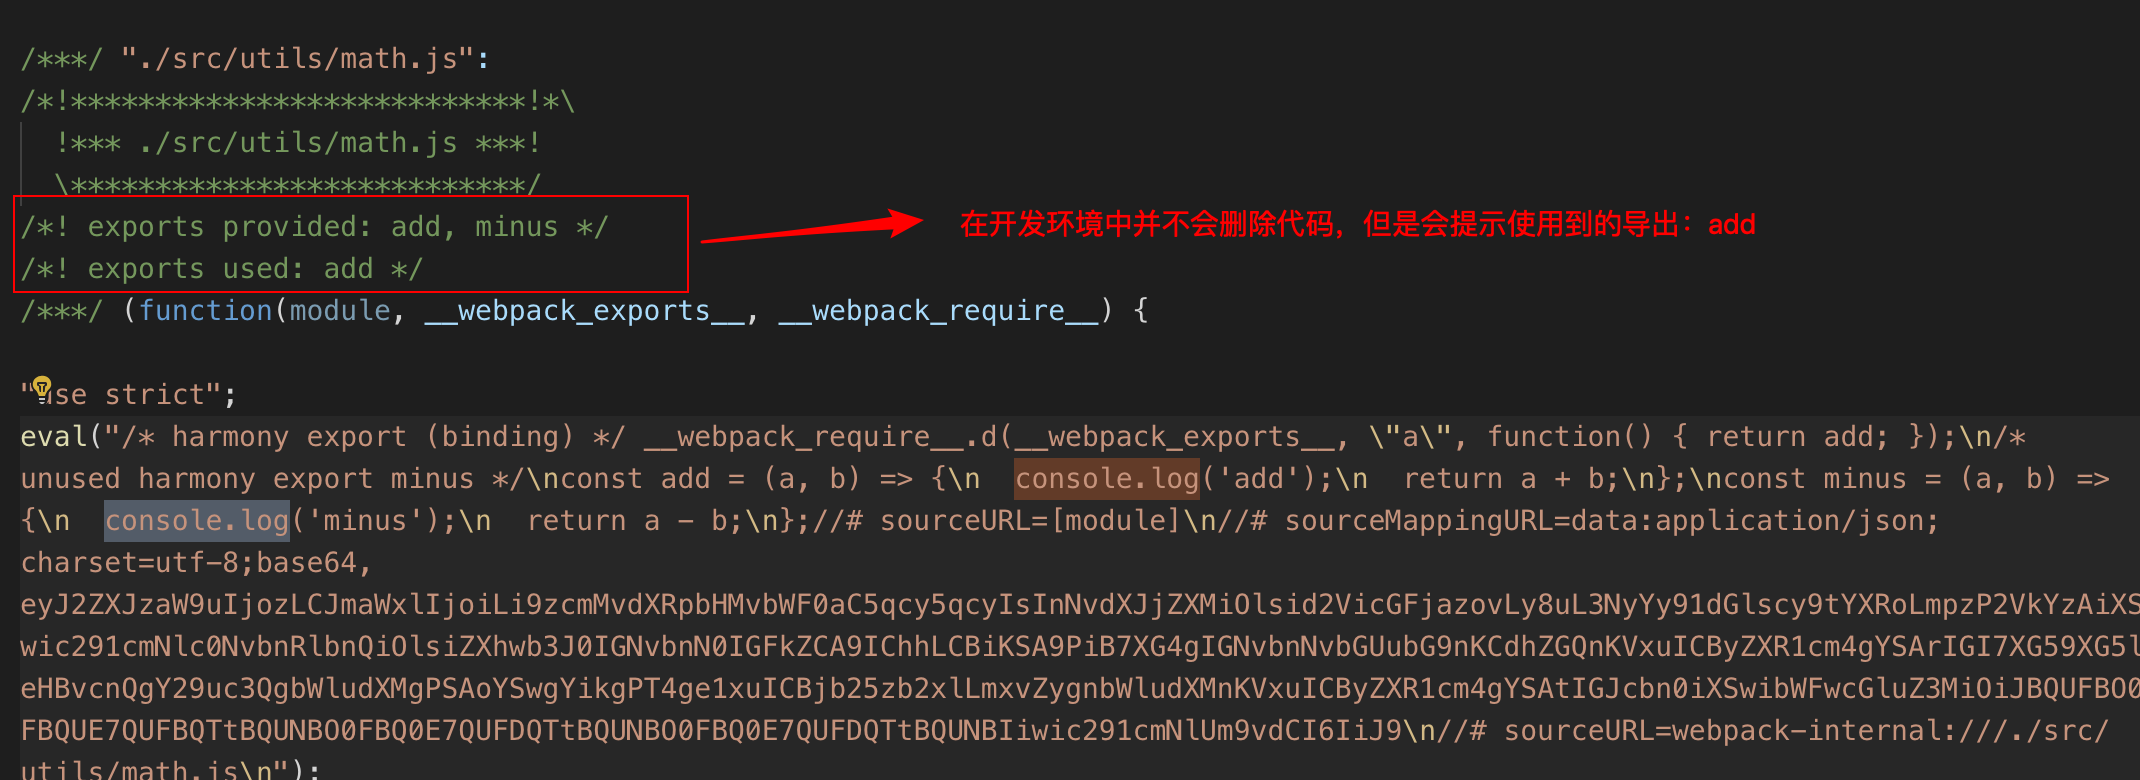 /***/ "./src/utils/math.js":
/*!***************************!*\
!*** ./src/utils/math.js ***!
\***************************/
/*! exports provided: add, minus */
在开发环境中并不会删除代码，但是会提示使用到的导出：add
/*! exports used: add */
/***/ (function(module, __webpack_exports__, __webpack_require__) {
"use strict";
eval("/* harmony export (binding) */ __webpack_require__.d(__webpack_exports__, \"a\", function() { return add; });\n/*
unused harmony export minus */\nconst add = (a, b) => {\n  console.log('add');\n  return a + b;\n};\nconst minus = (a, b) =>
{\n  console.log('minus');\n  return a - b;\n};//# sourceURL=[module]\n//# sourceMappingURL=data:application/json;
charset=utf-8;base64,
eyJ2ZXJzaW9uIjozLCJmaWxlIjoiLi9zcmMvdXRpbHMvbWF0aC5qcy5qcyIsInNvdXJjZXMiOlsid2VicGFjazovLy8uL3NyYy91dGlscy9tYXRoLmpzP2VkYzAiXS
wic291cmNlc0NvbnRlbnQiOlsiZXhwb3J0IGNvbnN0IGFkZCA9IChhLCBiKSA9PiB7XG4gIGNvbnNvbGUubG9nKCdhZGQnKVxuICByZXR1cm4gYSArIGI7XG59XG5l
eHBvcnQgY29uc3QgbWludXMgPSAoYSwgYikgPT4ge1xuICBjb25zb2xlLmxvZygnbWludXMnKVxuICByZXR1cm4gYSAtIGJcbn0iXSwibWFwcGluZ3MiOiJBQUFBO0
FBQUE7QUFBQTtBQUNBO0FBQ0E7QUFDQTtBQUNBO0FBQ0E7QUFDQTtBQUNBIiwic291cmNlUm9vdCI6IiJ9\n//# sourceURL=webpack-internal:///./src/
utils/math.js\n");